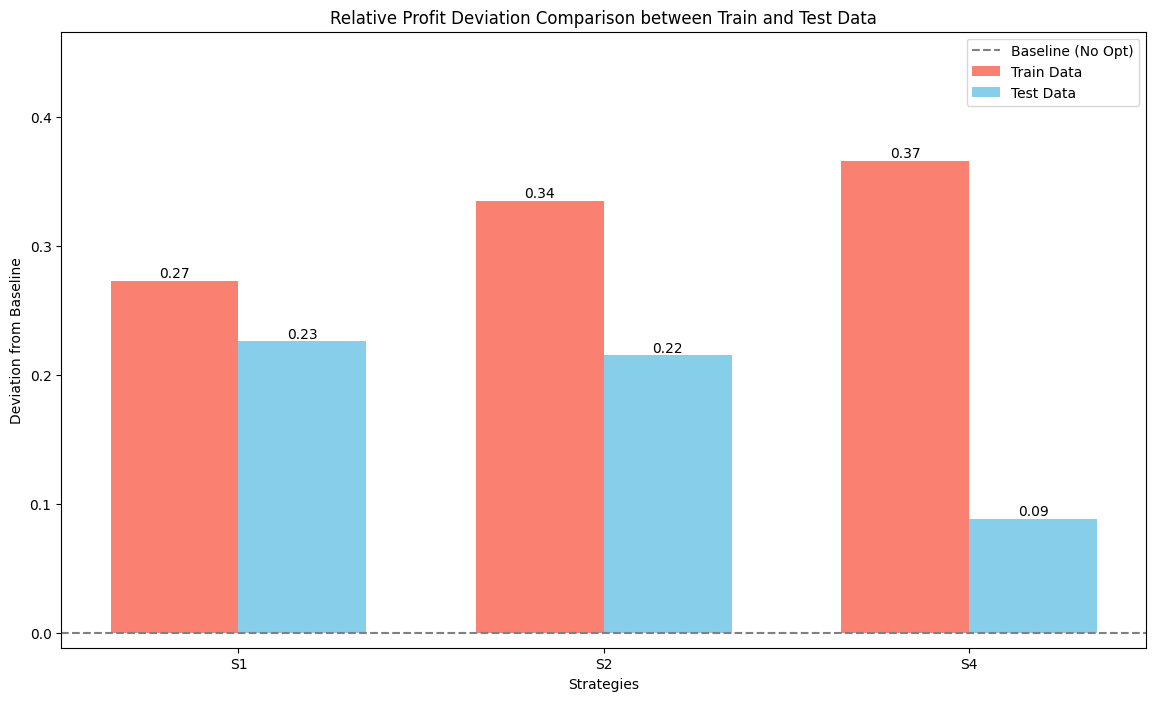 Relative Profit Deviation Comparison between Train and Test Data
Baseline (No Opt)
Train Data
Test Data
Deviation from Baseline
0.4
0.3
0.2
0.1
0.0
0.27
0.23
0.34
0.22
0.37
0.09
S1
S2
S4
Strategies